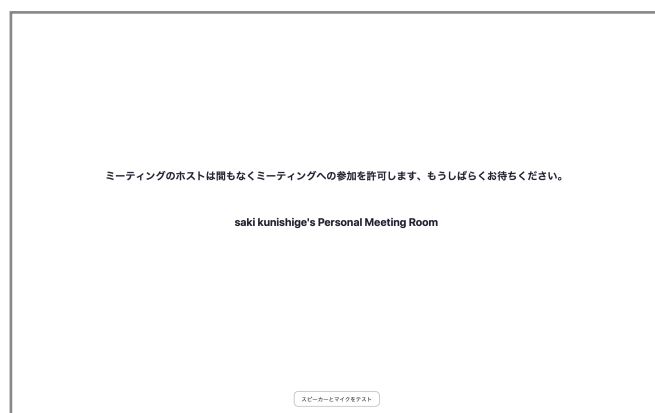 ミーティングのホストは間もなくミーティングへの参加を許可します、もうしばらくお待ちください。
saki kunishige's Personal Meeting Room
スピーカーとマイクをテスト